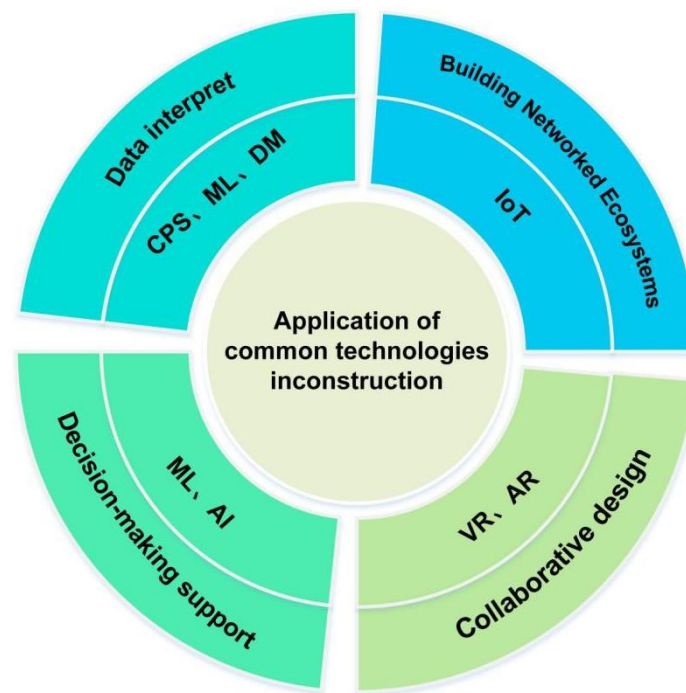 Data interpret
CPS、ML、DM
Building Networked Ecosystems
IoT
Application of
common technologies
inconstruction
ML、AI
Decision-making support
VR、AR
Collaborative design